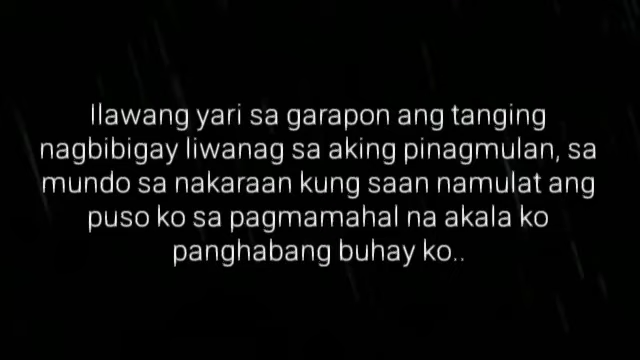 Ilawang yari sa garapon ang tanging
nagbibigay liwanag sa aking pinagmulan, sa
mundo sa nakaraan kung saan namulat ang
puso ko sa pagmamahal na akala ko
panghabang buhay ko..